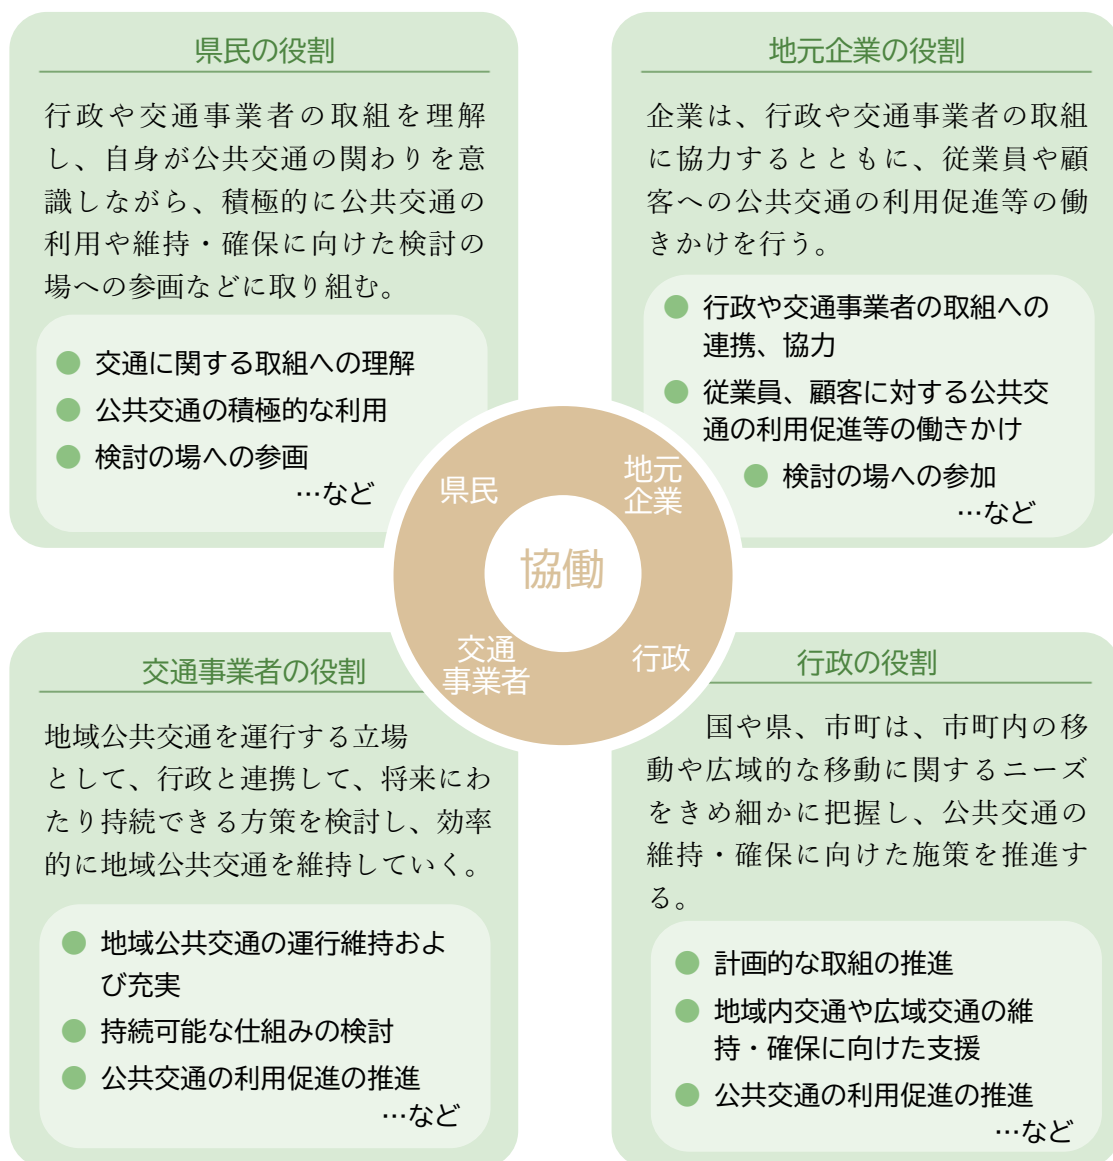 県民の役割
行政や交通事業者の取組を理解
し、自身が公共交通の関わりを意
識しながら、積極的に公共交通の
利用や維持・確保に向けた検討の
場への参画などに取り組む。
● 交通に関する取組への理解
● 公共交通の積極的な利用
● 検討の場への参画
…など
地元企業の役割
企業は、行政や交通事業者の取組
に協力するとともに、従業員や顧
客への公共交通の利用促進等の働
きかけを行う。
● 行政や交通事業者の取組への
連携、協力
● 従業員、顧客に対する公共交
通の利用促進等の働きかけ
● 検討の場への参加
…など
県民
地元
企業
協働
交通
事業者
行政
交通事業者の役割
地域公共交通を運行する立場
として、行政と連携して、将来にわ
たり持続できる方策を検討し、効率
的に地域公共交通を維持していく。
● 地域公共交通の運行維持およ
び充実
● 持続可能な仕組みの検討
● 公共交通の利用促進の推進
…など
行政の役割
国や県、市町は、市町内の移
動や広域的な移動に関するニーズ
をきめ細かに把握し、公共交通の
維持・確保に向けた施策を推進す
る。
● 計画的な取組の推進
● 地域内交通や広域交通の維
持・確保に向けた支援
● 公共交通の利用促進の推進
…など